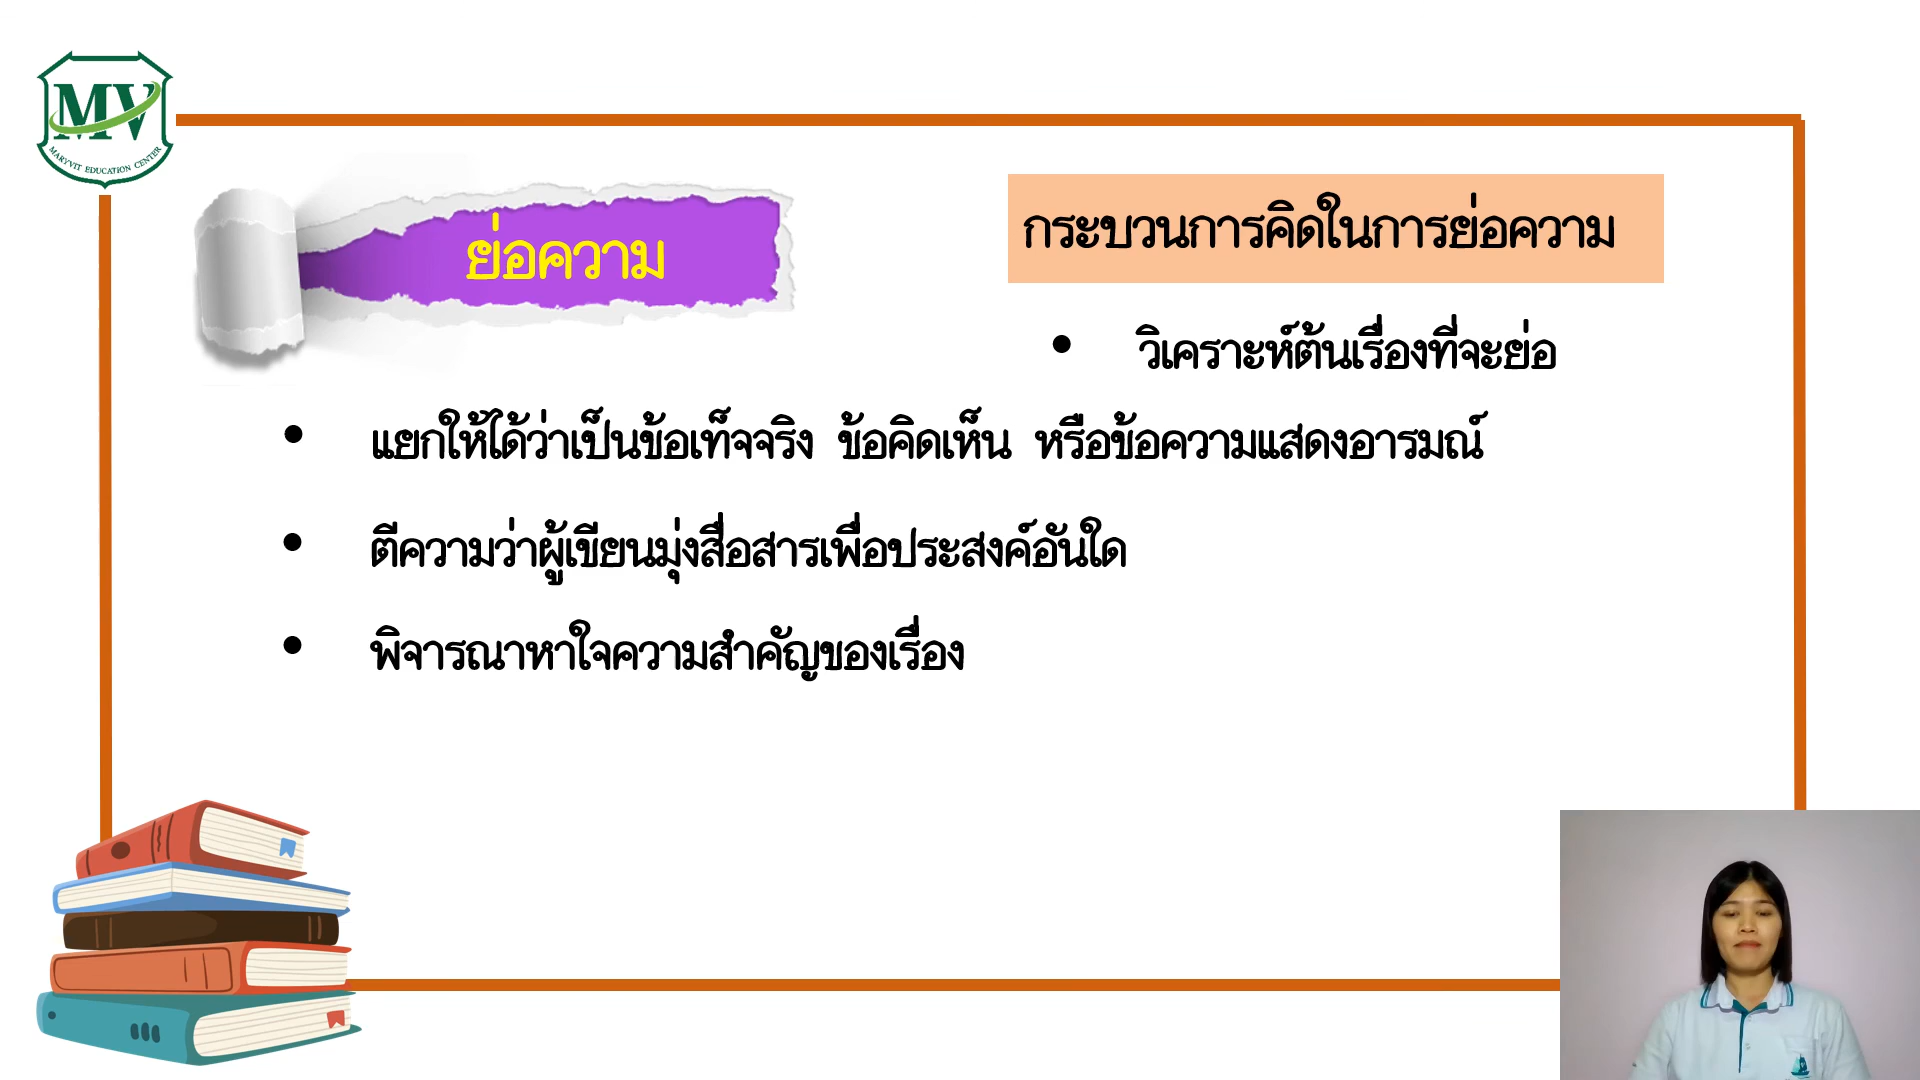 MV
MARYVIT EDUCATION CENTER
ย่อความ
กระบวนการคิดในการย่อความ
• วิเคราะห์ต้นเรื่องที่จะย่อ
• แยกให้ได้ว่าเป็นข้อเท็จจริง ข้อคิดเห็น หรือข้อความแสดงอารมณ์
• ตีความว่าผู้เขียนมุ่งสื่อสารเพื่อประสงค์อันใด
• พิจารณาหาใจความสำคัญของเรื่อง